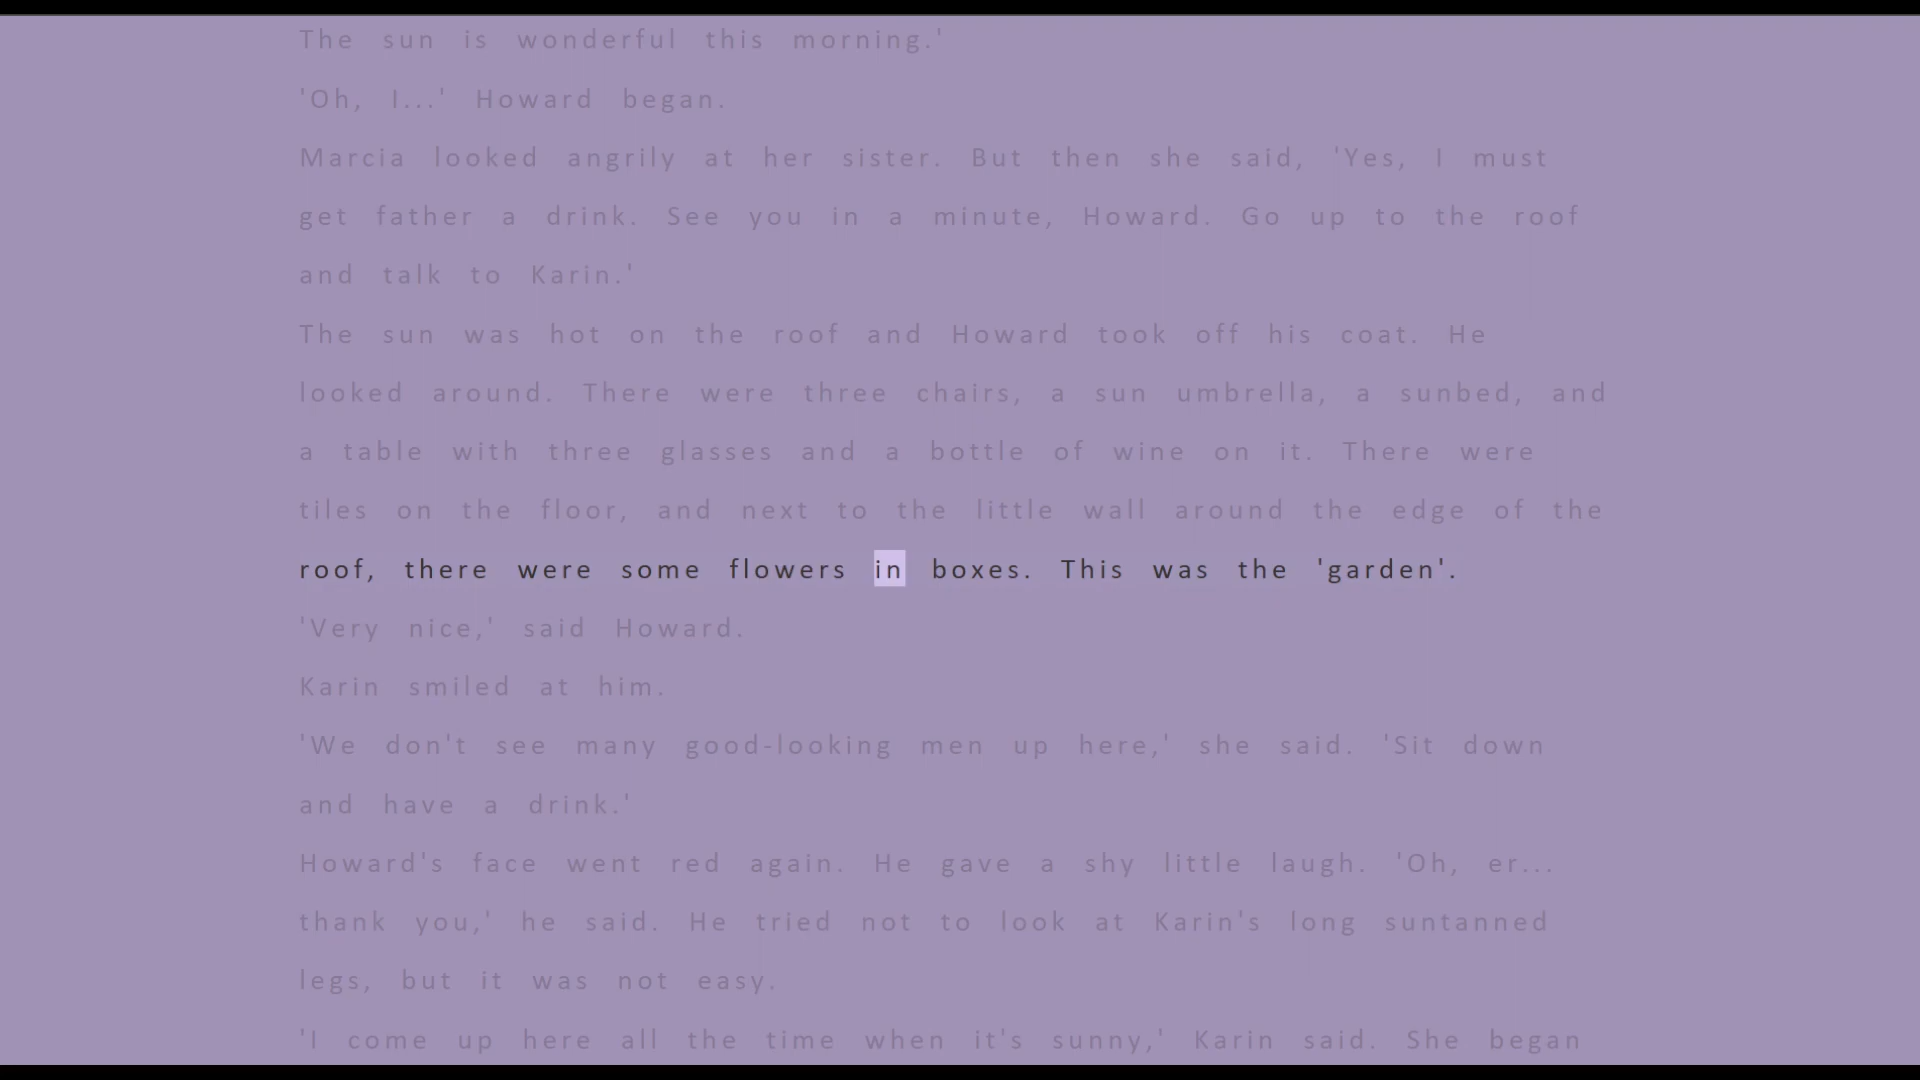 The sun is wonderful this morning.'
'Oh, I...' Howard began.
Marcia looked angrily at her sister. But then she said, 'Yes, I must
get father a drink. See you in a minute, Howard. Go up to the roof
and talk to Karin.'
The sun was hot on the roof and Howard took off his coat. He
looked around. There were three chairs, a sun umbrella, a sunbed, and
a table with three glasses and a bottle of wine on it. There were
tiles on the floor, and next to the little wall around the edge of the
roof, there were some flowers in boxes. This was the 'garden'.
'Very nice,' said Howard.
Karin smiled at him.
'We don't see many good-looking men up here,' she said. 'Sit down
and have a drink.'
Howard's face went red again. He gave a shy little laugh. 'Oh, er...
thank you,' he said. He tried not to look at Karin's long suntanned
legs, but it was not easy.
'I come up here all the time when it's sunny,' Karin said. She began